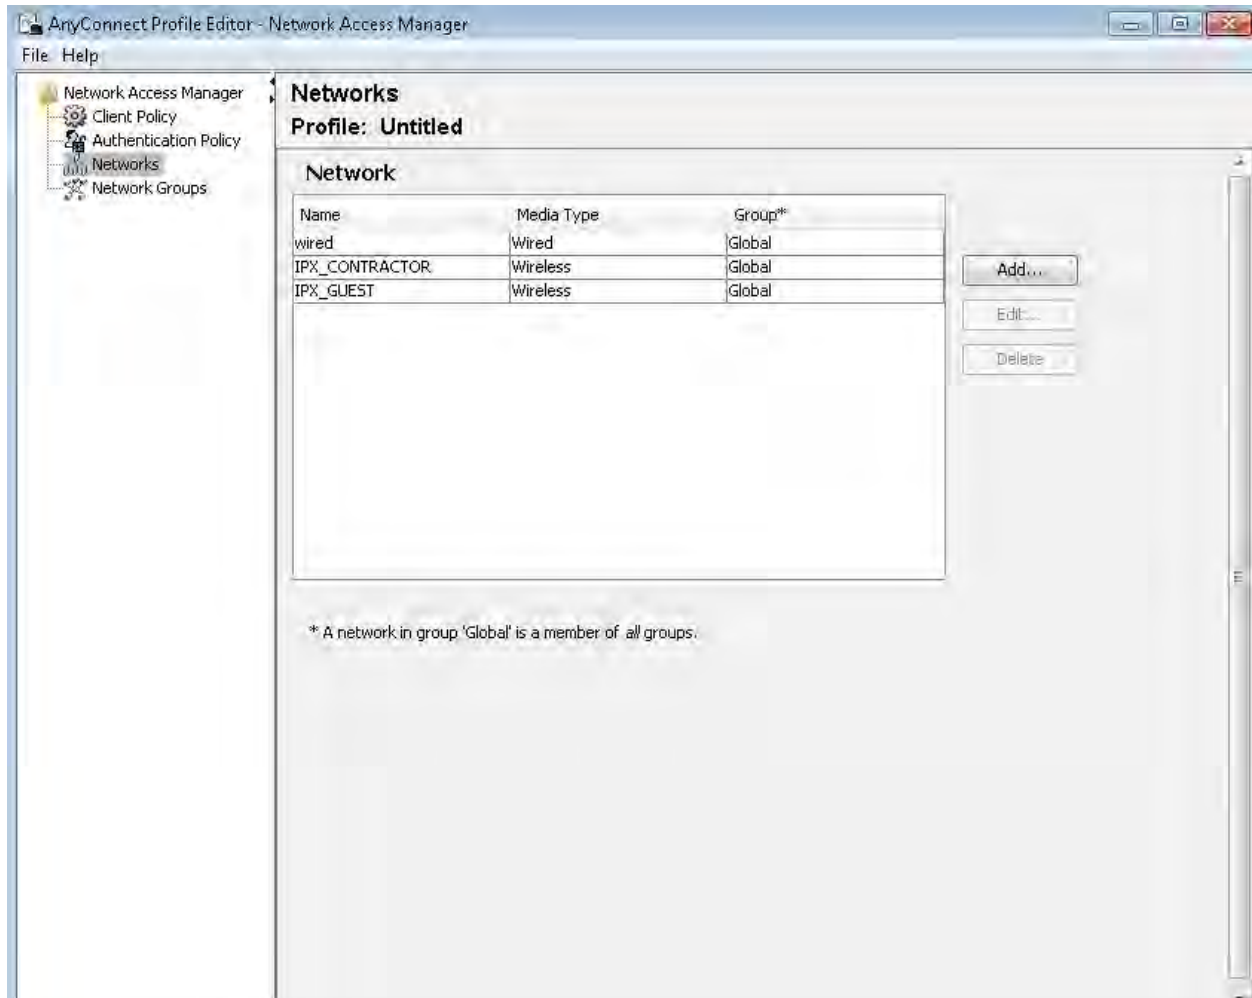 AnyConnect Profile Editor - Network Access Manager
File Help
Network Access Manager
Client Policy
Authentication Policy
Networks
Network Groups
Networks
Profile: Untitled
Network
Name Media Type Group*
wired Wired Global
IPX_CONTRACTOR Wireless Global
IPX_GUEST Wireless Global
Add...
Edit...
Delete
* A network in group 'Global' is a member of all groups.